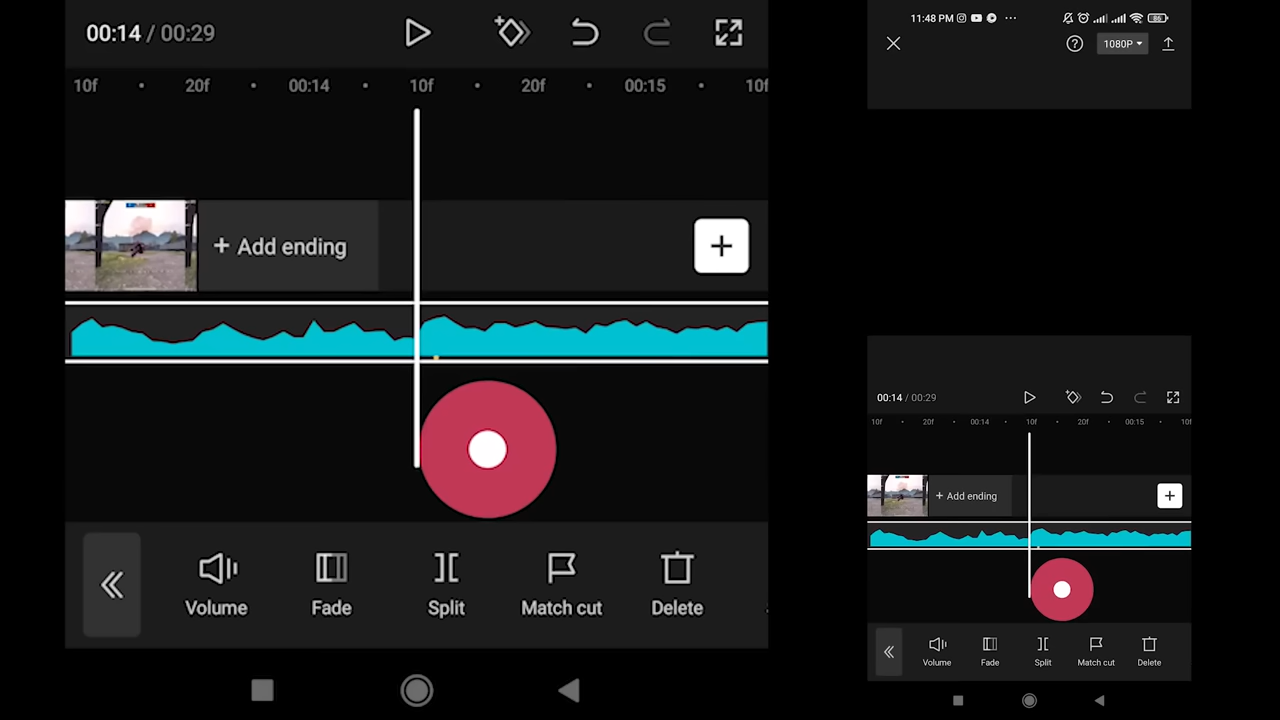 00:14 / 00:29
10f 20f 00:14 10f 20f 00:15 10f
+ Add ending
Volume Fade Split Match cut Delete
11:48 PM ··· 86
1080P
00:14 / 00:29
10f 20f 00:14 10f 20f 00:15 10f
+ Add ending
Volume Fade Split Match cut Delete